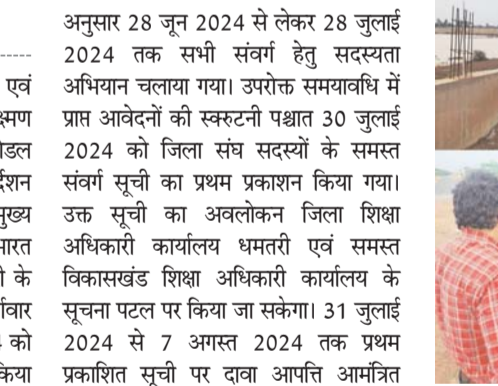 एवं
अनुसार 28 जून 2024 से लेकर 28 जुलाई
2024 तक सभी संवर्ग हेतु सदस्यता
अभियान चलाया गया। उपरोक्त समयावधि में
प्राप्त आवेदनों की स्क्रुटनी पश्चात 30 जुलाई
2024 को जिला संघ सदस्यों के समस्त
संवर्ग सूची का प्रथम प्रकाशन किया गया।
उक्त सूची का अवलोकन जिला शिक्षा
अधिकारी कार्यालय धमतरी एवं समस्त
विकासखंड शिक्षा अधिकारी कार्यालय के
सूचना पटल पर किया जा सकेगा। 31 जुलाई
2024 से 7 अगस्त 2024 तक प्रथम
प्रकाशित सूची पर दावा आपत्ति आमंत्रित